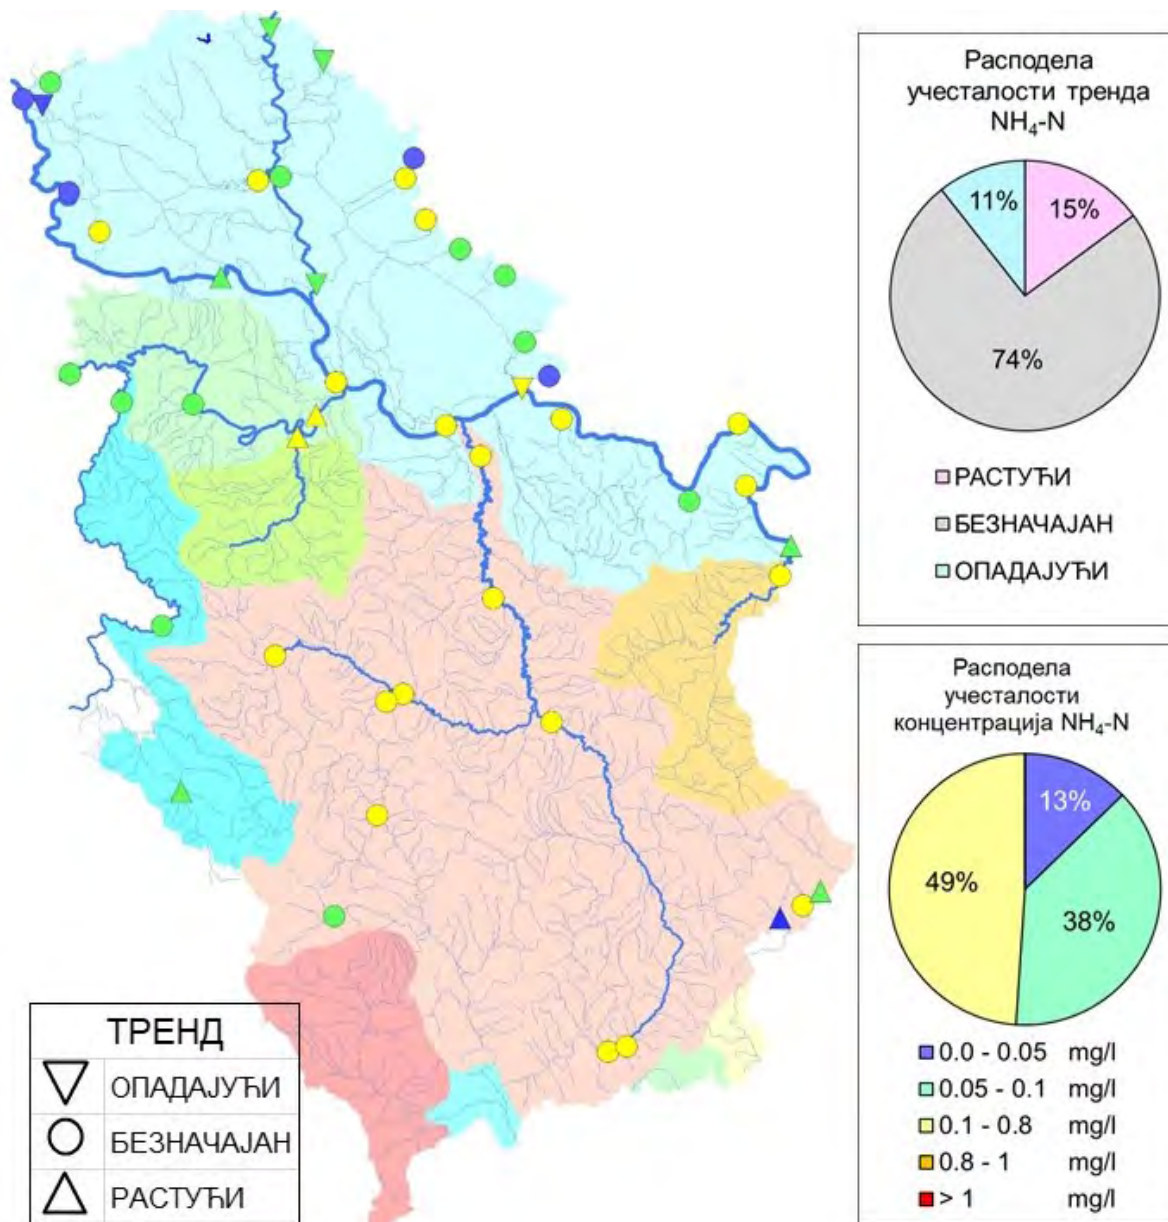 Расподела
учесталости тренда
NH₄-N
11%
15%
74%
РАСТУЋИ
БЕЗНАЧАЈАН
ОПАДАЈУЋИ
Расподела
учесталости
концентрација NH₄-N
13%
49%
38%
0.0 - 0.05 mg/l
0.05 - 0.1 mg/l
0.1 - 0.8 mg/l
0.8 - 1 mg/l
> 1 mg/l
ТРЕНД
ОПАДАЈУЋИ
БЕЗНАЧАЈАН
РАСТУЋИ